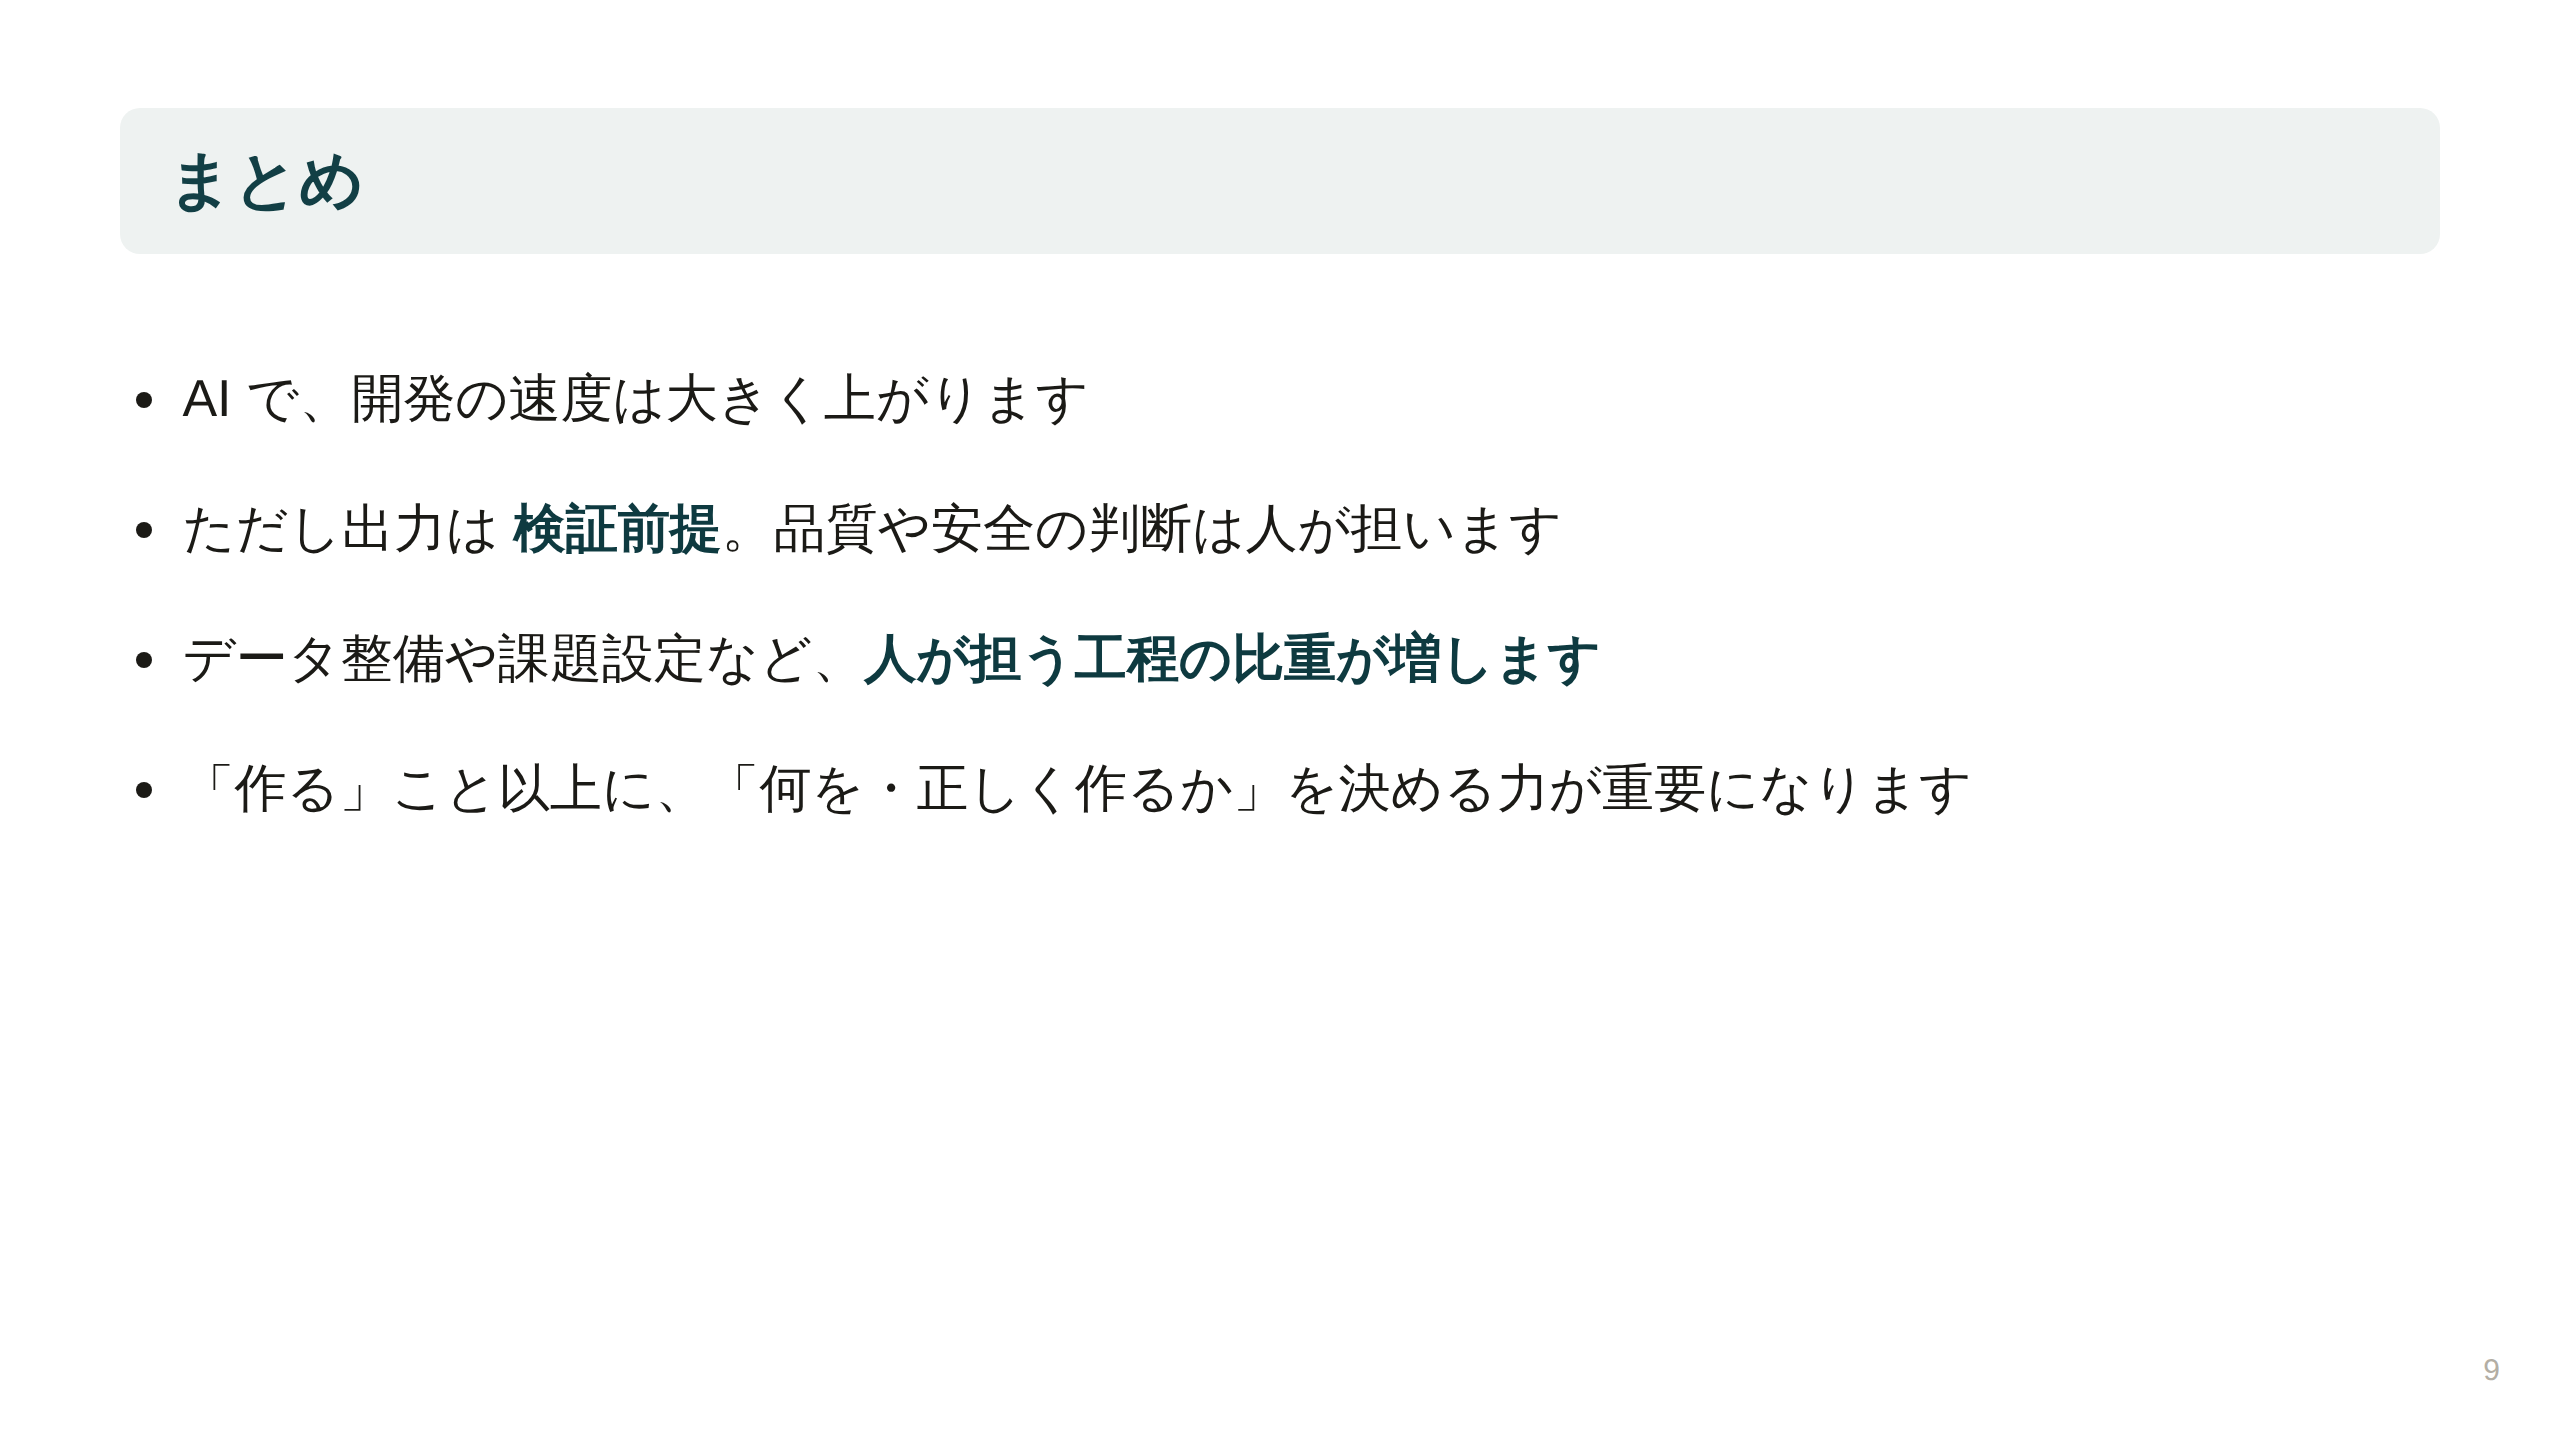 まとめ
• AI で、開発の速度は大きく上がります
• ただし出力は 検証前提。品質や安全の判断は人が担います
• データ整備や課題設定など、人が担う工程の比重が増します
• 「作る」こと以上に、「何を・正しく作るか」を決める力が重要になります
9